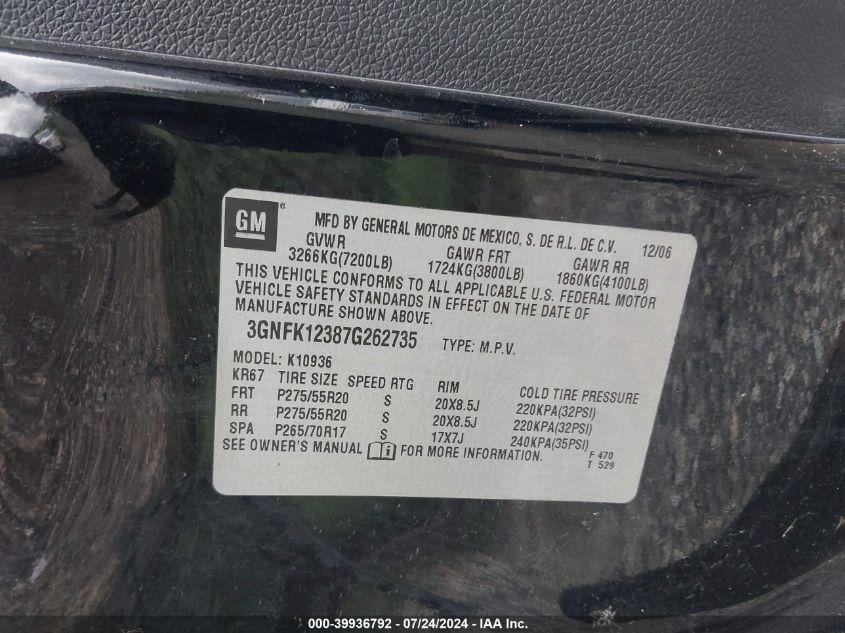 GM ® MFD BY GENERAL MOTORS DE MEXICO, S. DE R.L. DE C.V. 12/06
GVWR GAWR FRT GAWR RR
3266KG(7200LB) 1724KG(3800LB) 1860KG(4100LB)
THIS VEHICLE CONFORMS TO ALL APPLICABLE U.S. FEDERAL MOTOR
VEHICLE SAFETY STANDARDS IN EFFECT ON THE DATE OF
MANUFACTURE SHOWN ABOVE.
3GNFK12387G262735 TYPE: M.P.V.
MODEL: K10936
KR67 TIRE SIZE SPEED RTG RIM COLD TIRE PRESSURE
FRT P275/55R20 S 20X8.5J 220KPA(32PSI)
RR P275/55R20 S 20X8.5J 220KPA(32PSI)
SPA P265/70R17 S 17X7J 240KPA(35PSI)
SEE OWNER'S MANUAL i FOR MORE INFORMATION.
F 470
T 529
000-39936792 - 07/24/2024 - IAA Inc.